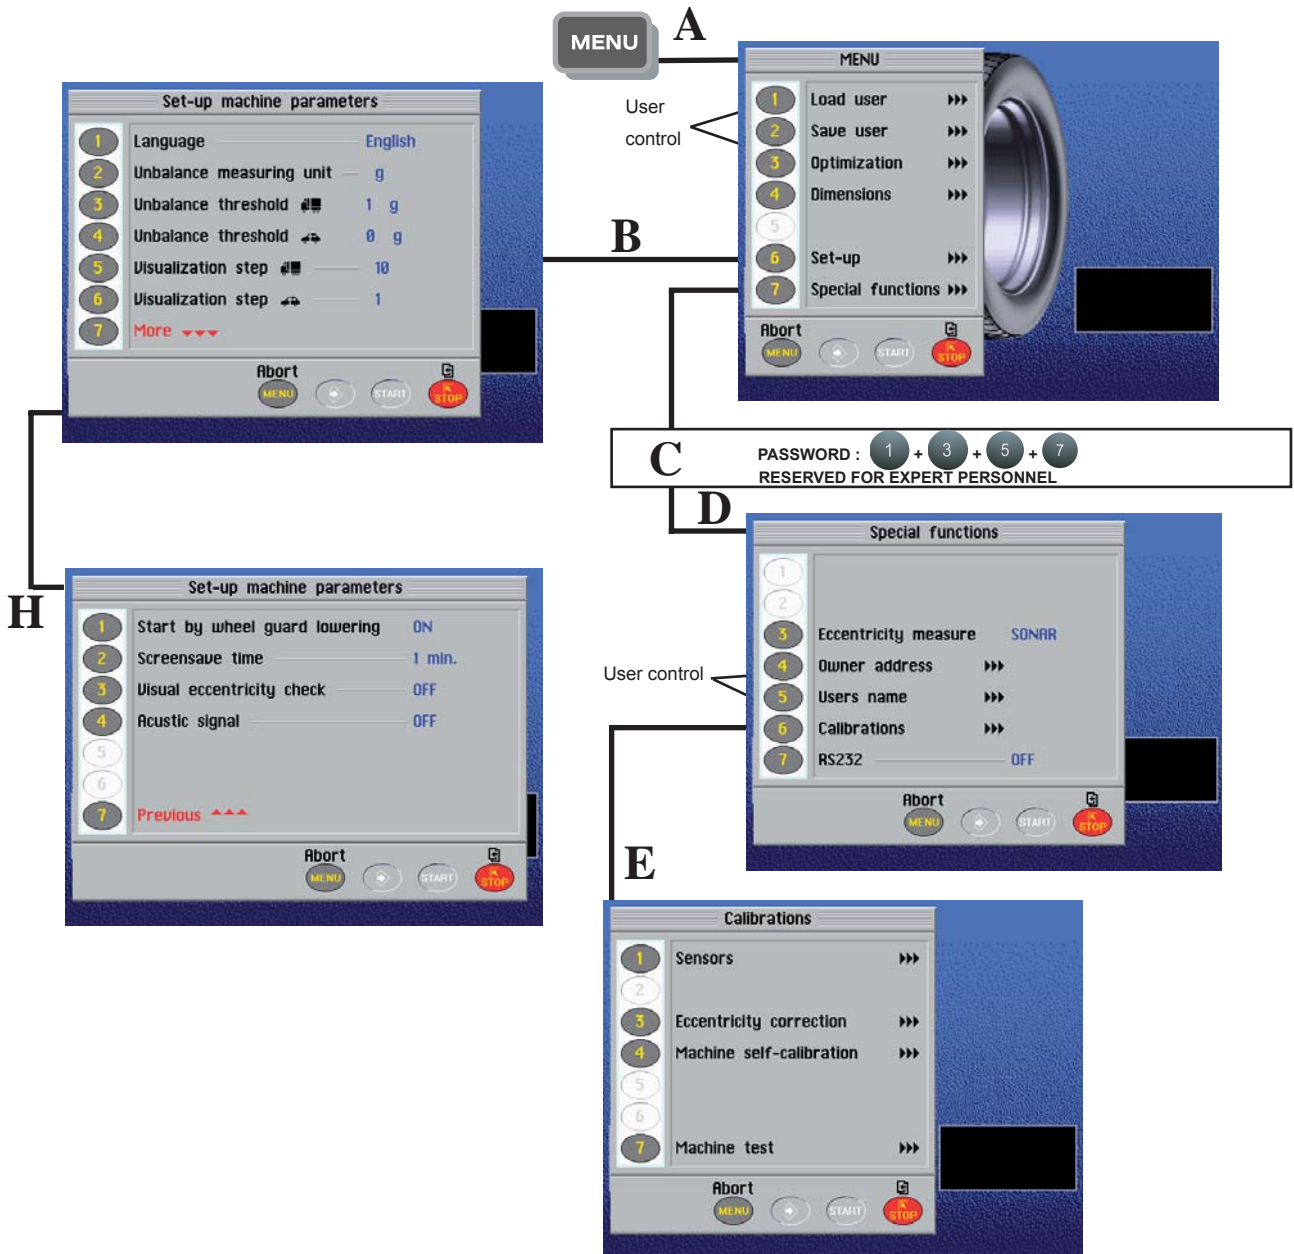 MENU
A
MENU
User
control
1 Load user
2 Save user
3 Optimization
4 Dimensions
5
6 Set-up
7 Special functions
Abort
MENU START STOP
Set-up machine parameters
1 Language English
2 Unbalance measuring unit g
3 Unbalance threshold 1 g
4 Unbalance threshold 0 g
5 Visualization step 10
6 Visualization step 1
7 More
Abort
MENU START STOP
B
C
PASSWORD : 1 + 3 + 5 + 7
RESERVED FOR EXPERT PERSONNEL
D
Special functions
1
2
3 Eccentricity measure SONAR
4 Owner address
5 Users name
6 Calibrations
7 RS232 OFF
Abort
MENU START STOP
User control
H
Set-up machine parameters
1 Start by wheel guard lowering ON
2 Screensave time 1 min.
3 Visual eccentricity check OFF
4 Acustic signal OFF
5
6
7 Previous
Abort
MENU START STOP
E
Calibrations
1 Sensors
2
3 Eccentricity correction
4 Machine self-calibration
5
6
7 Machine test
Abort
MENU START STOP